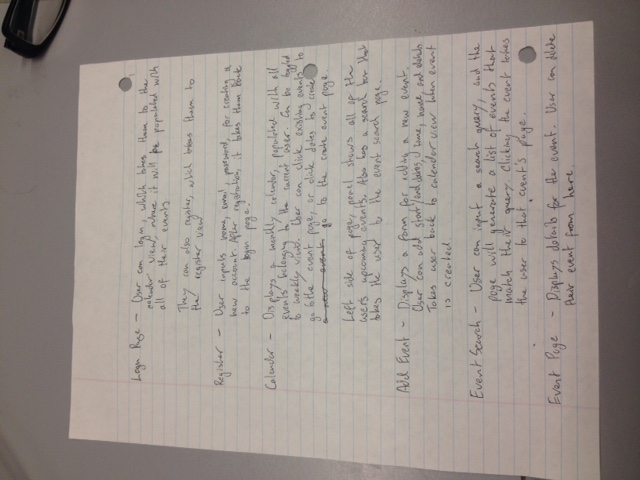 Login Page - User can login, which takes them to the
calendar view, where it will be populated with
all of their events
They can also register, which takes them to
the register view
Register - User inputs name, email, password, for creating a
new account. After registration, it takes them back
to the login page.
Calendar - Displays a monthly calendar, populated with all
events belonging to the current user. Can be toggled
to weekly view. User can click existing events to
go to the event page, or click dates to create
a new event go to the create event page.
Left side of page, panel shows all of the
users upcoming events. Also has a search bar that
takes the user to the event search page.
Add Event - Displays a form for adding a new event.
User can add start/end dates, time, name, and details
Takes user back to calendar view when event
is created.
Event Search - User can input a search query, and the
page will generate a list of events that
match their query. Clicking the event takes
the user to that event's page.
Event Page - Displays details for the event. User can delete
their event from here.